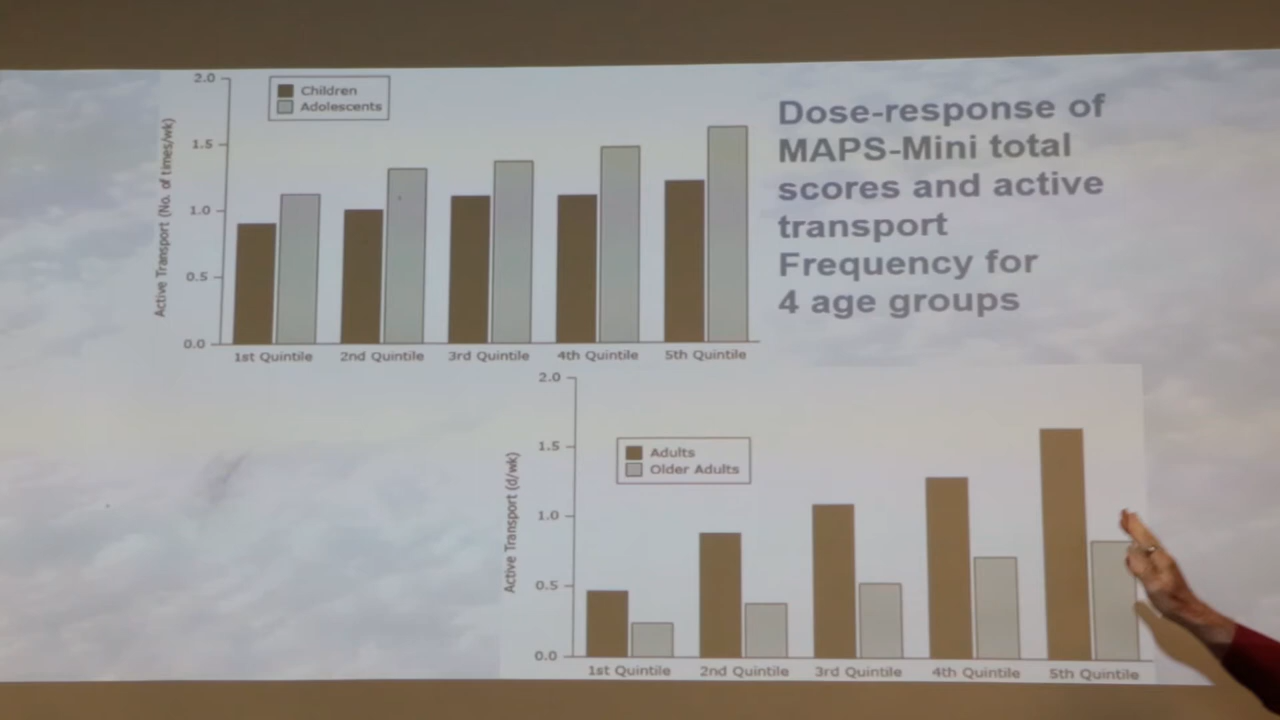 2.0
1.5
1.0
0.5
0.0
Active Transport (No. of times/wk)
Children
Adolescents
1st Quintile 2nd Quintile 3rd Quintile 4th Quintile 5th Quintile
Dose-response of
MAPS-Mini total
scores and active
transport
Frequency for
4 age groups
2.0
1.5
1.0
0.5
0.0
Active Transport (d/wk)
Adults
Older Adults
1st Quintile 2nd Quintile 3rd Quintile 4th Quintile 5th Quintile